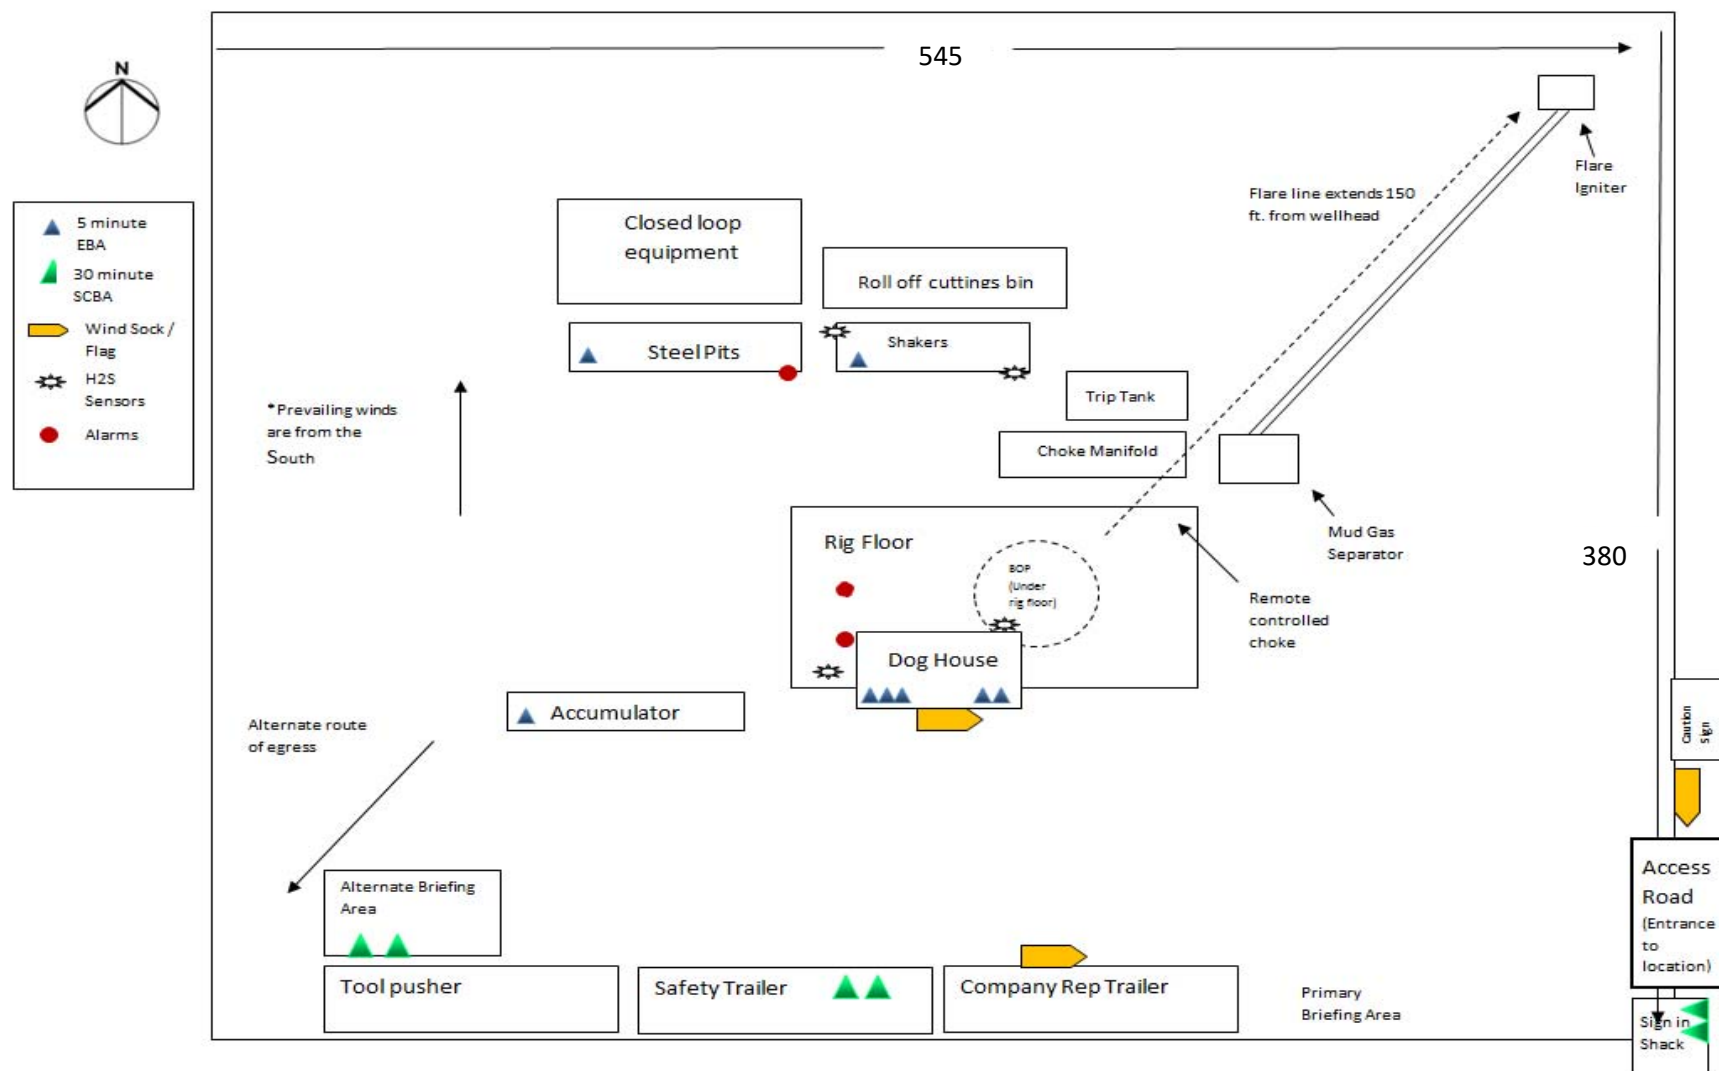 545
N
5 minute
EBA
30 minute
SCBA
Wind Sock /
Flag
H2S
Sensors
Alarms
Flare
Igniter
Flare line extends 150
ft. from wellhead
Closed loop
equipment
Roll off cuttings bin
Steel Pits
Shakers
Trip Tank
Choke Manifold
*Prevailing winds
are from the
South
Mud Gas
Separator
380
Rig Floor
BOP
(Under
rig floor)
Remote
controlled
choke
Dog House
Accumulator
Alternate route
of egress
Caution
Sign
Access
Road
(Entrance
to
location)
Alternate Briefing
Area
Tool pusher
Safety Trailer
Company Rep Trailer
Primary
Briefing Area
Sign in
Shack